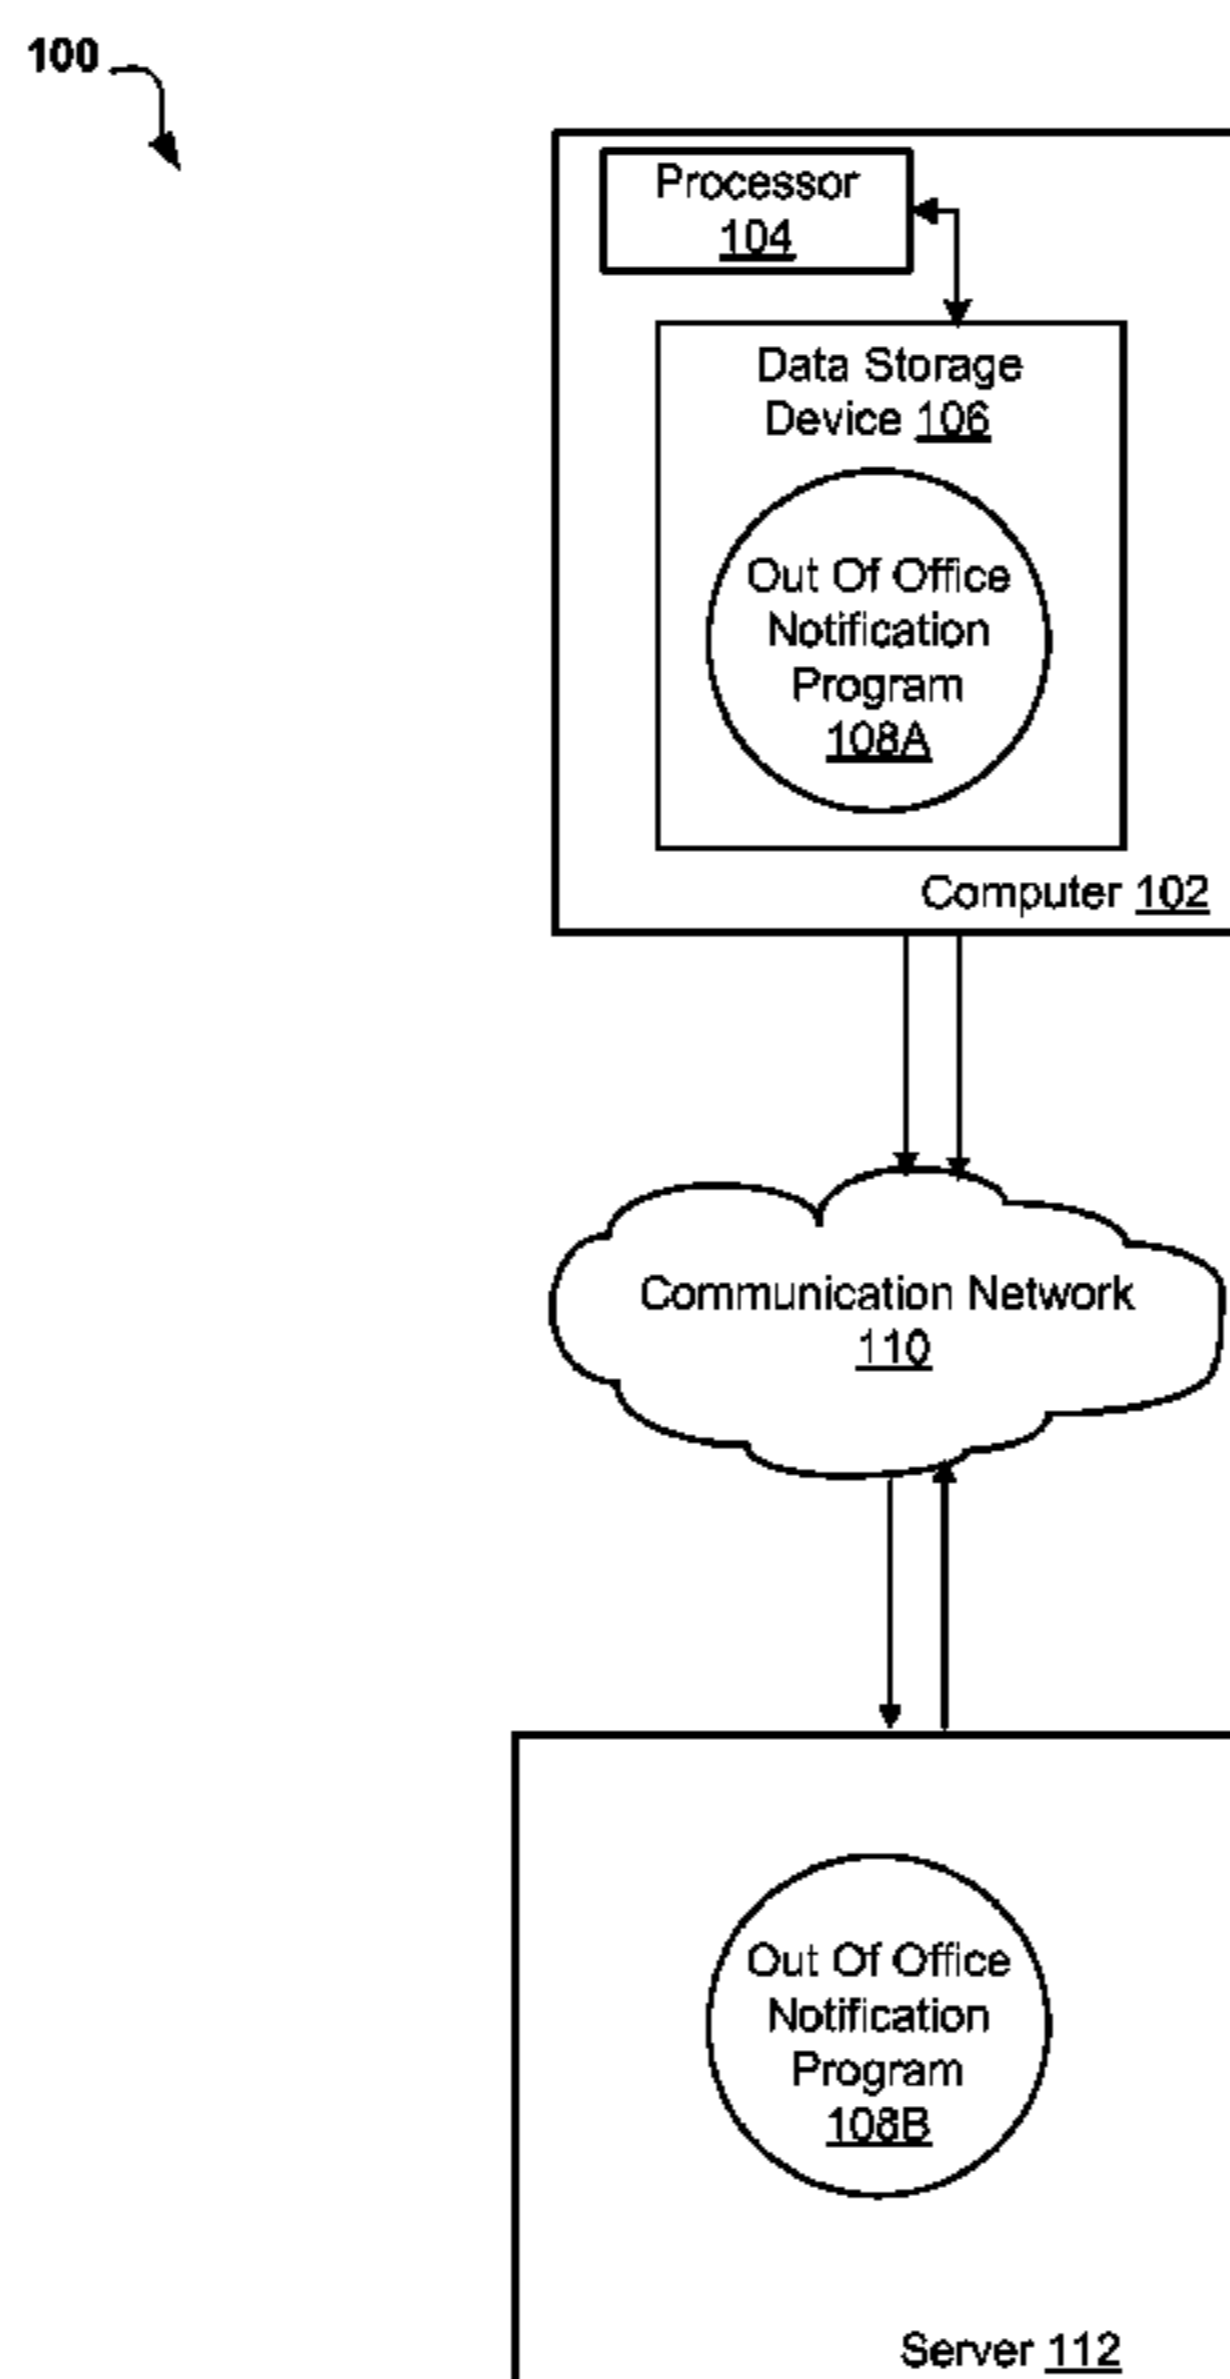 100
Processor
104
Data Storage
Device 106
Out Of Office
Notification
Program
108A
Computer 102
Communication Network
110
Out Of Office
Notification
Program
108B
Server 112